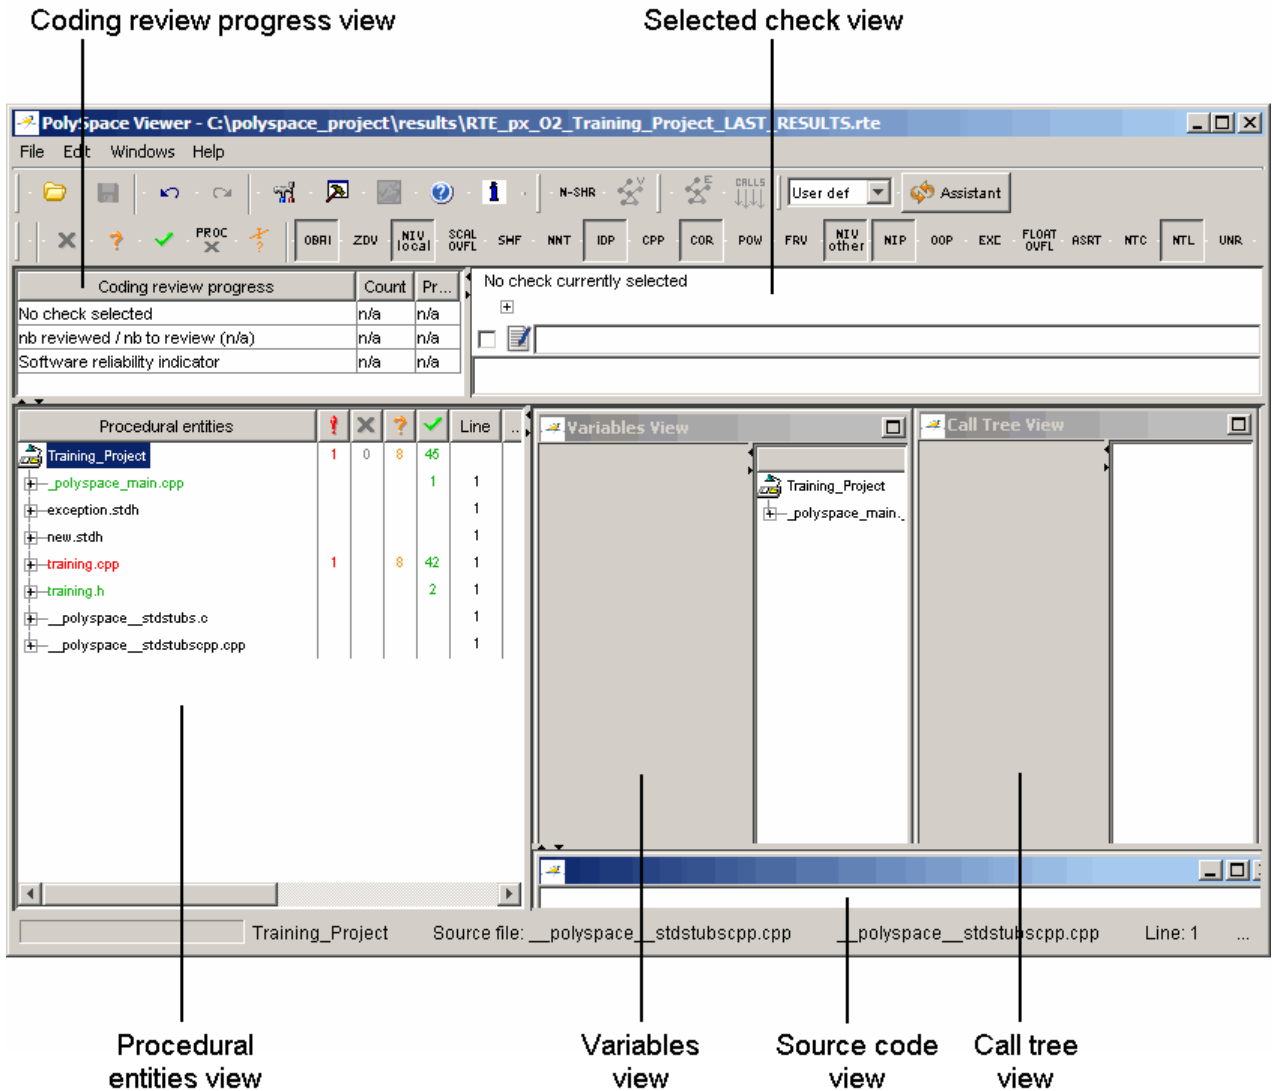 Coding review progress view
Selected check view
PolySpace Viewer - C:\polyspace_project\results\RTE_px_O2_Training_Project_LAST_RESULTS.rte
File Edit Windows Help
N-SHR V E CALLS User def Assistant
PROC OBAI ZDV NIV local SCAL OVFL SHF NNT IDP CPP COR POW FRV NIV other NIP OOP EXC FLOAT OVFL ASRT NTC NTL UNR
Coding review progress Count Pr...
No check selected n/a n/a
nb reviewed / nb to review (n/a) n/a n/a
Software reliability indicator n/a n/a
No check currently selected
Procedural entities Line ..
Training_Project 1 0 8 45
_polyspace_main.cpp 1 1
exception.stdh 1
new.stdh 1
training.cpp 1 8 42 1
training.h 2 1
__polyspace__stdstubs.c 1
__polyspace__stdstubscpp.cpp 1
Variables View
Training_Project
_polyspace_main._
Call Tree View
Training_Project Source file: __polyspace__stdstubscpp.cpp __polyspace__stdstubscpp.cpp Line: 1 ...
Procedural
entities view
Variables
view
Source code
view
Call tree
view